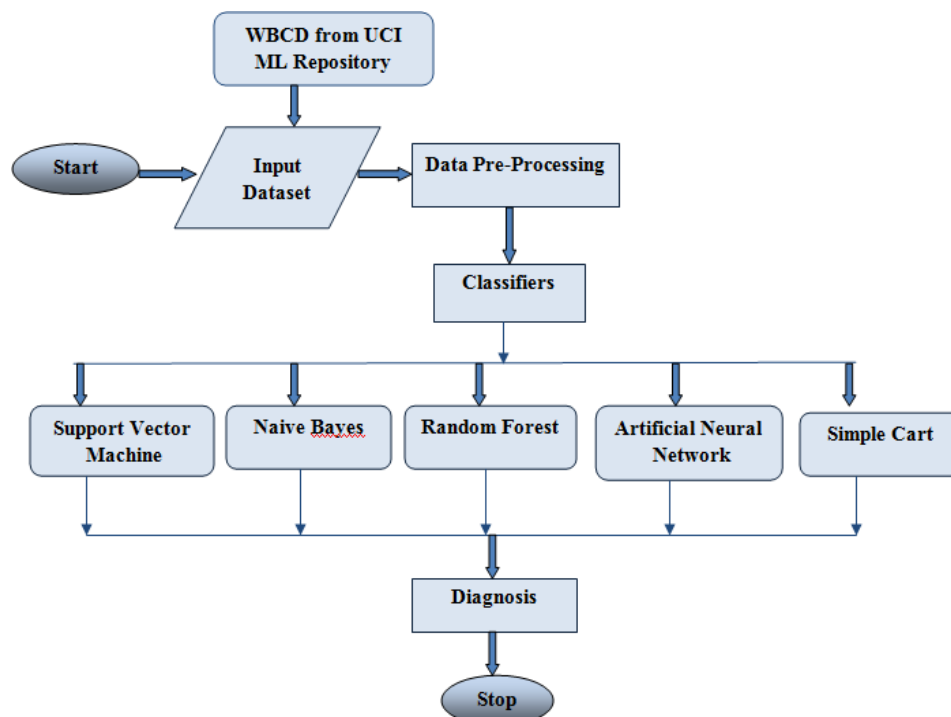 WBCD from UCI
ML Repository
Start
Input
Dataset
Data Pre-Processing
Classifiers
Support Vector
Machine
Naive Bayes
Random Forest
Artificial Neural
Network
Simple Cart
Diagnosis
Stop